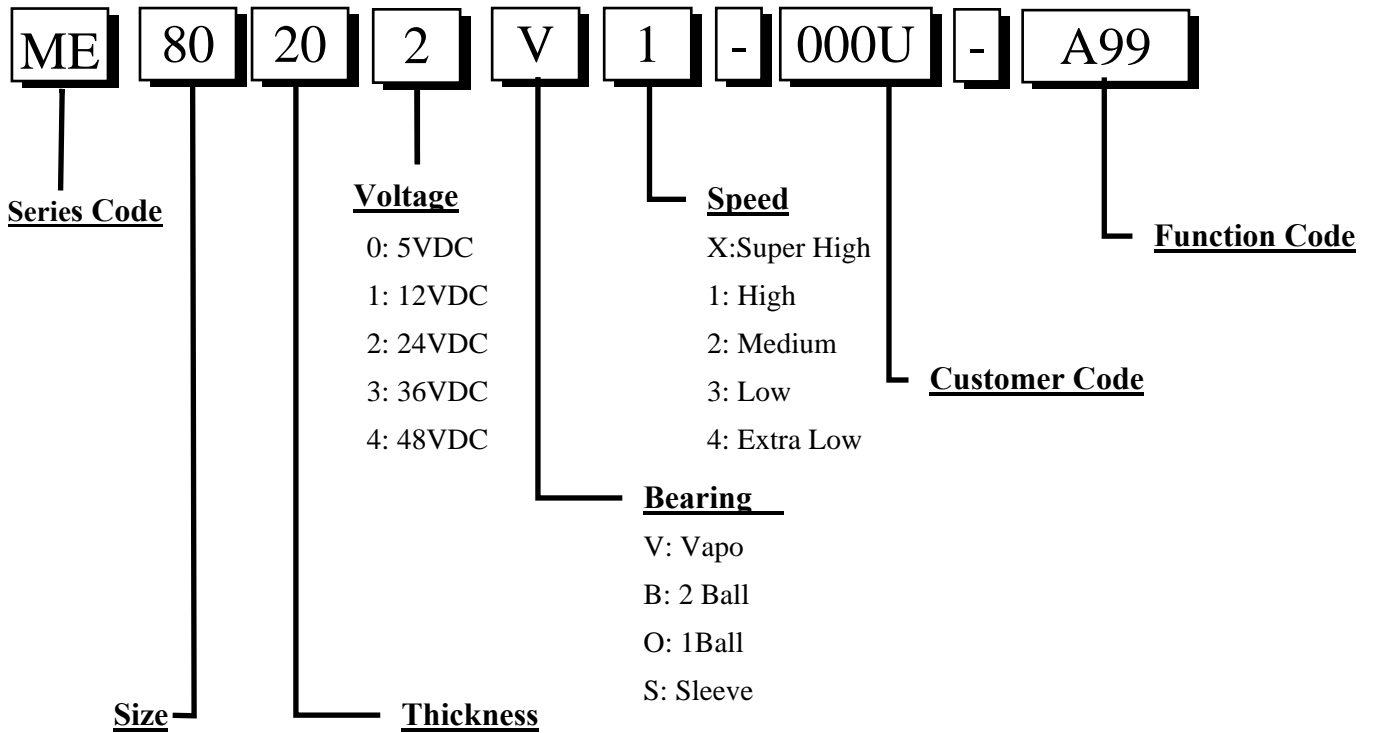 ME 80 20 2 V 1 - 000U - A99
Series Code
Voltage
0: 5VDC
1: 12VDC
2: 24VDC
3: 36VDC
4: 48VDC
Speed
X:Super High
1: High
2: Medium
3: Low
4: Extra Low
Function Code
Customer Code
Bearing
V: Vapo
B: 2 Ball
O: 1Ball
S: Sleeve
Size
Thickness